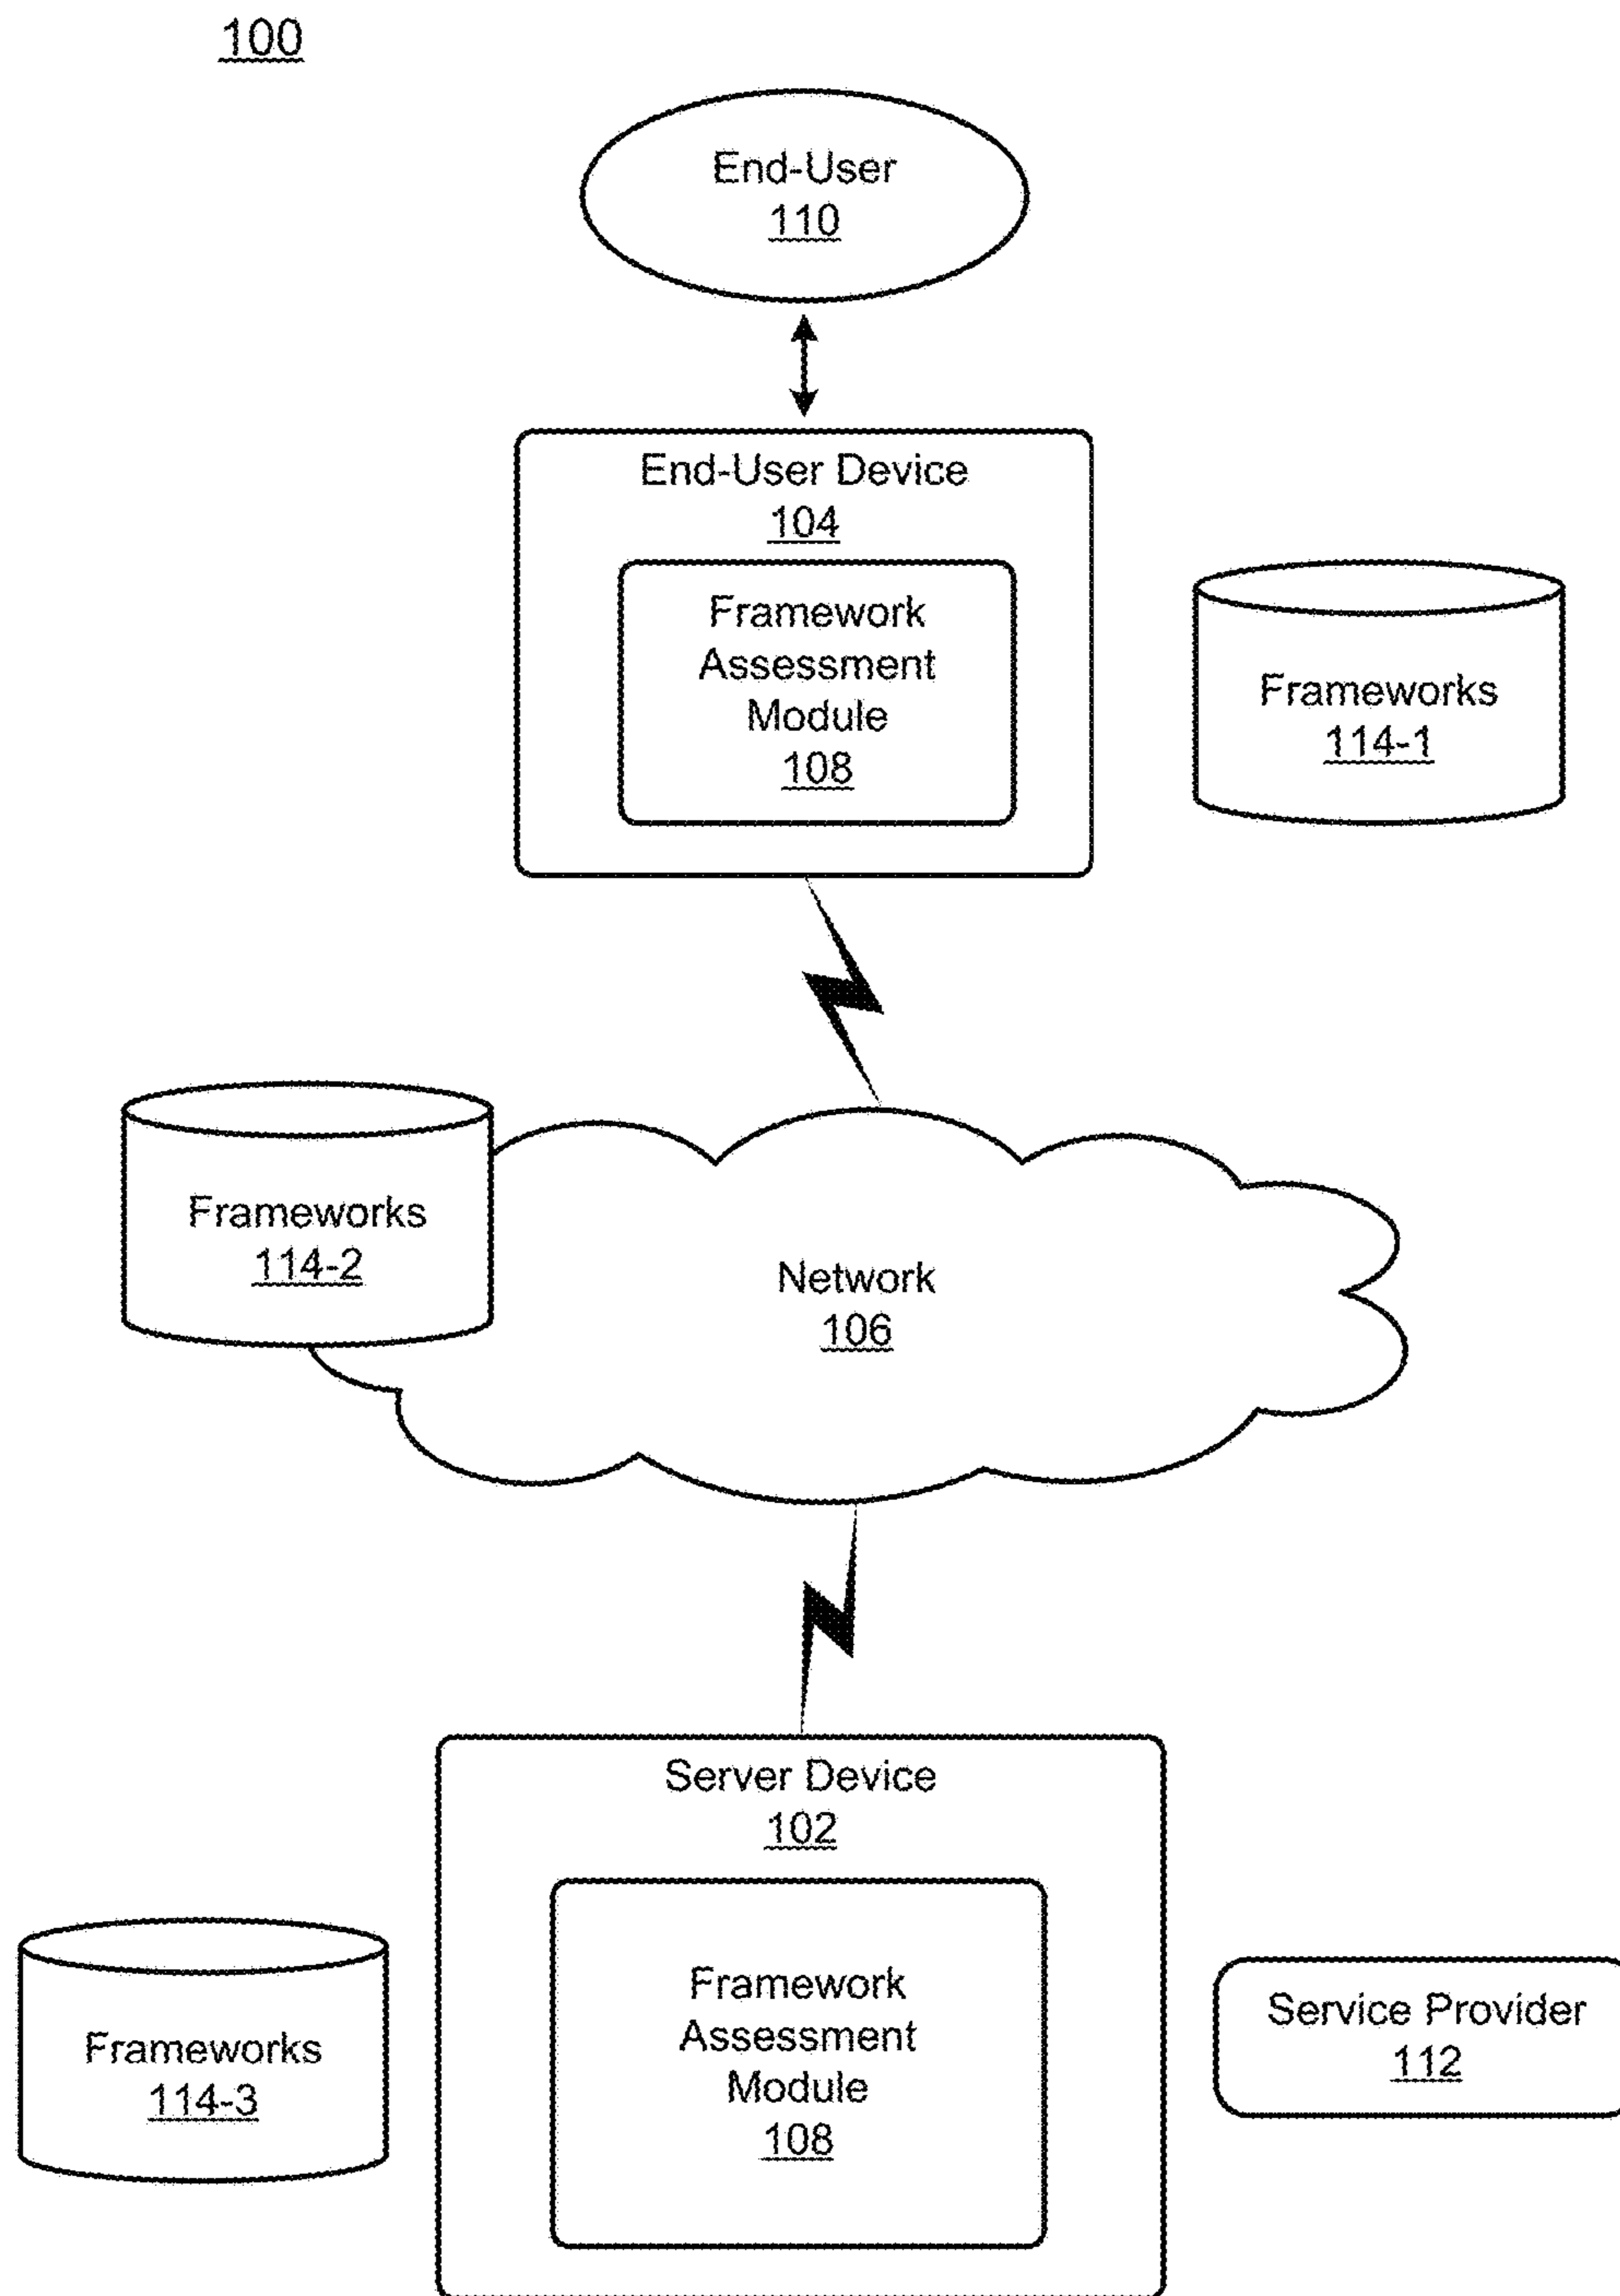 100
End-User
110
End-User Device
104
Framework
Assessment
Module
108
Frameworks
114-1
Frameworks
114-2
Network
106
Server Device
102
Framework
Assessment
Module
108
Frameworks
114-3
Service Provider
112